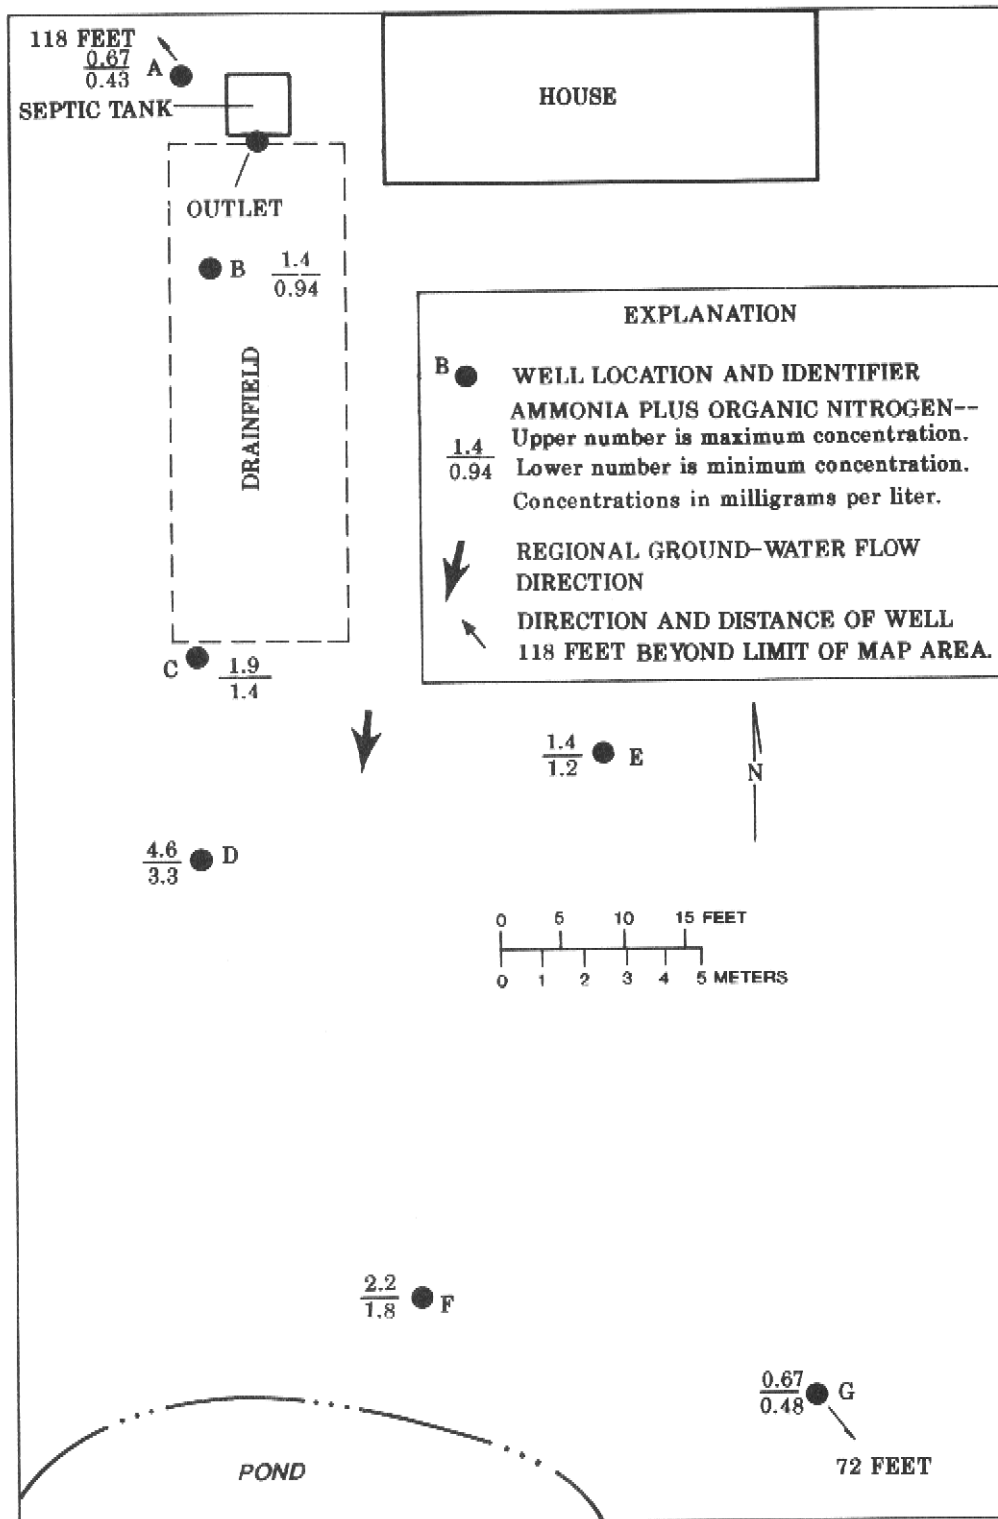 118 FEET
0.67
0.43
A
SEPTIC TANK
HOUSE
OUTLET
B
1.4
0.94
DRAINFIELD
EXPLANATION
B
WELL LOCATION AND IDENTIFIER
AMMONIA PLUS ORGANIC NITROGEN--
1.4
0.94
Upper number is maximum concentration.
Lower number is minimum concentration.
Concentrations in milligrams per liter.
REGIONAL GROUND-WATER FLOW
DIRECTION
DIRECTION AND DISTANCE OF WELL
118 FEET BEYOND LIMIT OF MAP AREA.
C
1.9
1.4
1.4
1.2
E
N
4.6
3.3
D
0 5 10 15 FEET
0 1 2 3 4 5 METERS
2.2
1.8
F
0.67
0.48
G
72 FEET
POND